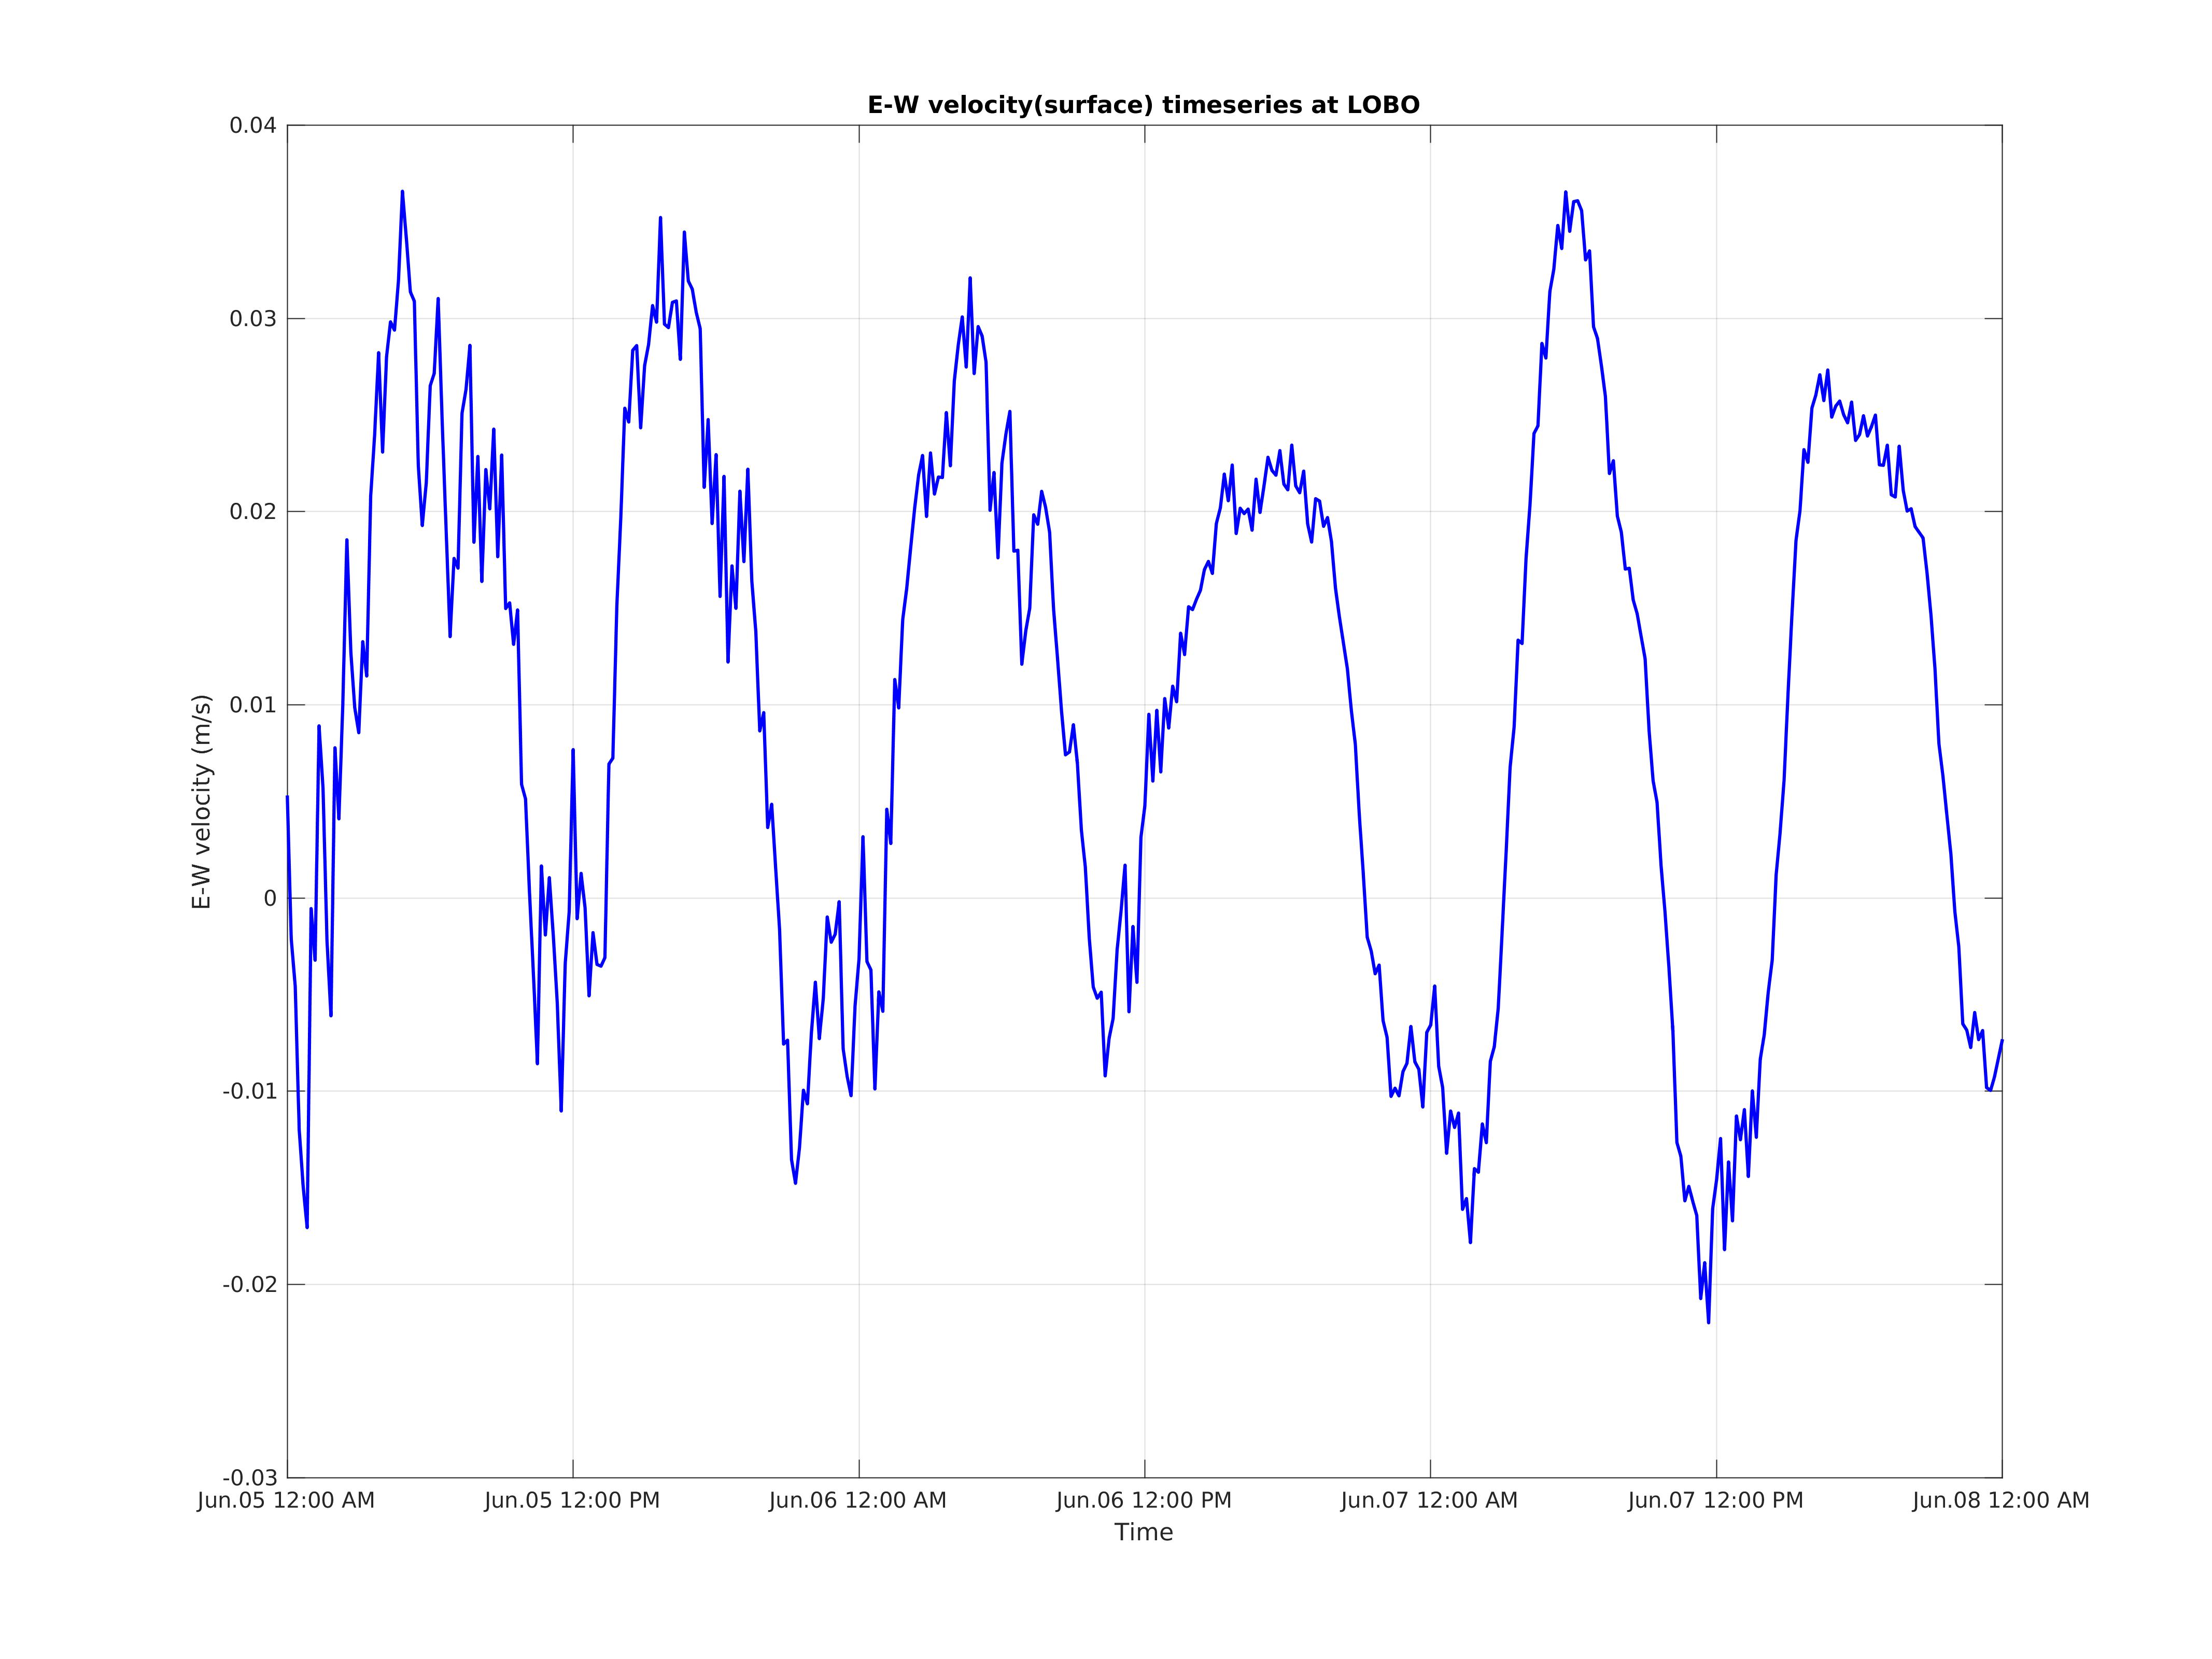 E-W velocity(surface) timeseries at LOBO
0.04
0.03
0.02
0.01
0
-0.01
-0.02
-0.03
E-W velocity (m/s)
Jun.05 12:00 AM Jun.05 12:00 PM Jun.06 12:00 AM Jun.06 12:00 PM Jun.07 12:00 AM Jun.07 12:00 PM Jun.08 12:00 AM
Time